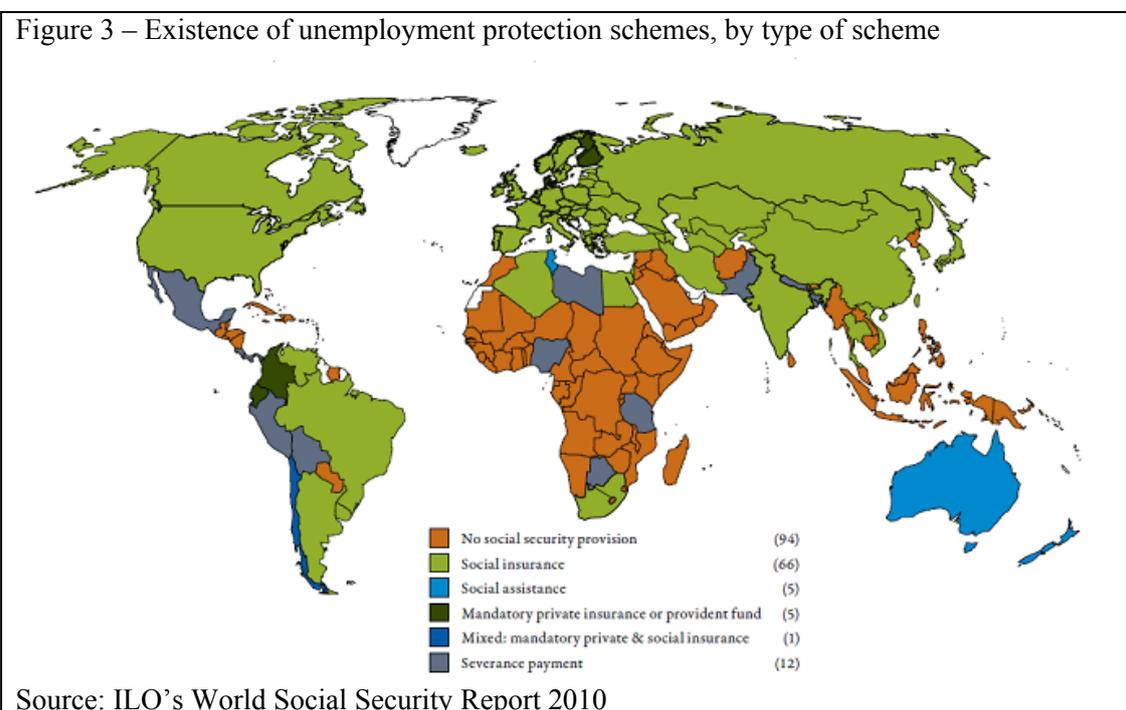 Figure 3 – Existence of unemployment protection schemes, by type of scheme
No social security provision (94)
Social insurance (66)
Social assistance (5)
Mandatory private insurance or provident fund (5)
Mixed: mandatory private & social insurance (1)
Severance payment (12)
Source: ILO’s World Social Security Report 2010